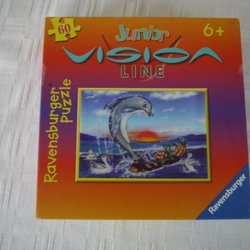 60
Junior
6+
VISION
LINE
Ravensburger
Puzzle
Ravensburger